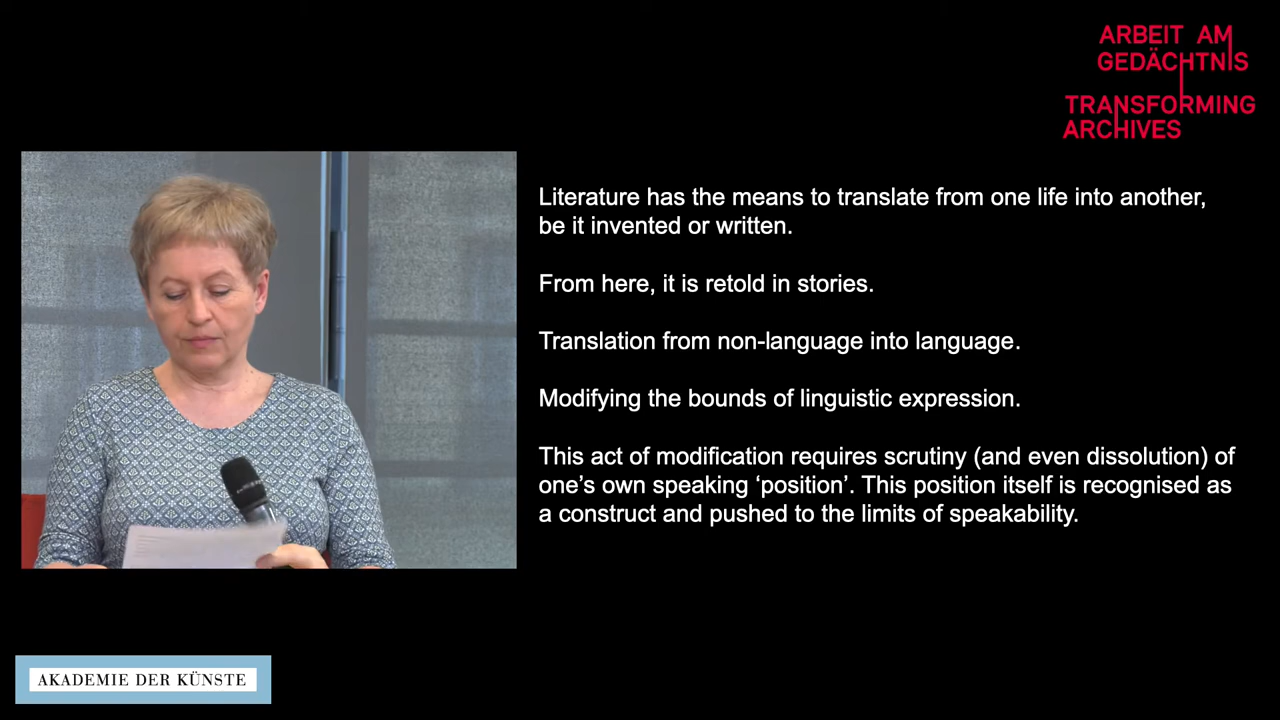 ARBEIT AM
GEDÄCHTNIS
TRANSFORMING
ARCHIVES
Literature has the means to translate from one life into another,
be it invented or written.
From here, it is retold in stories.
Translation from non-language into language.
Modifying the bounds of linguistic expression.
This act of modification requires scrutiny (and even dissolution) of
one’s own speaking ‘position’. This position itself is recognised as
a construct and pushed to the limits of speakability.
AKADEMIE DER KÜNSTE